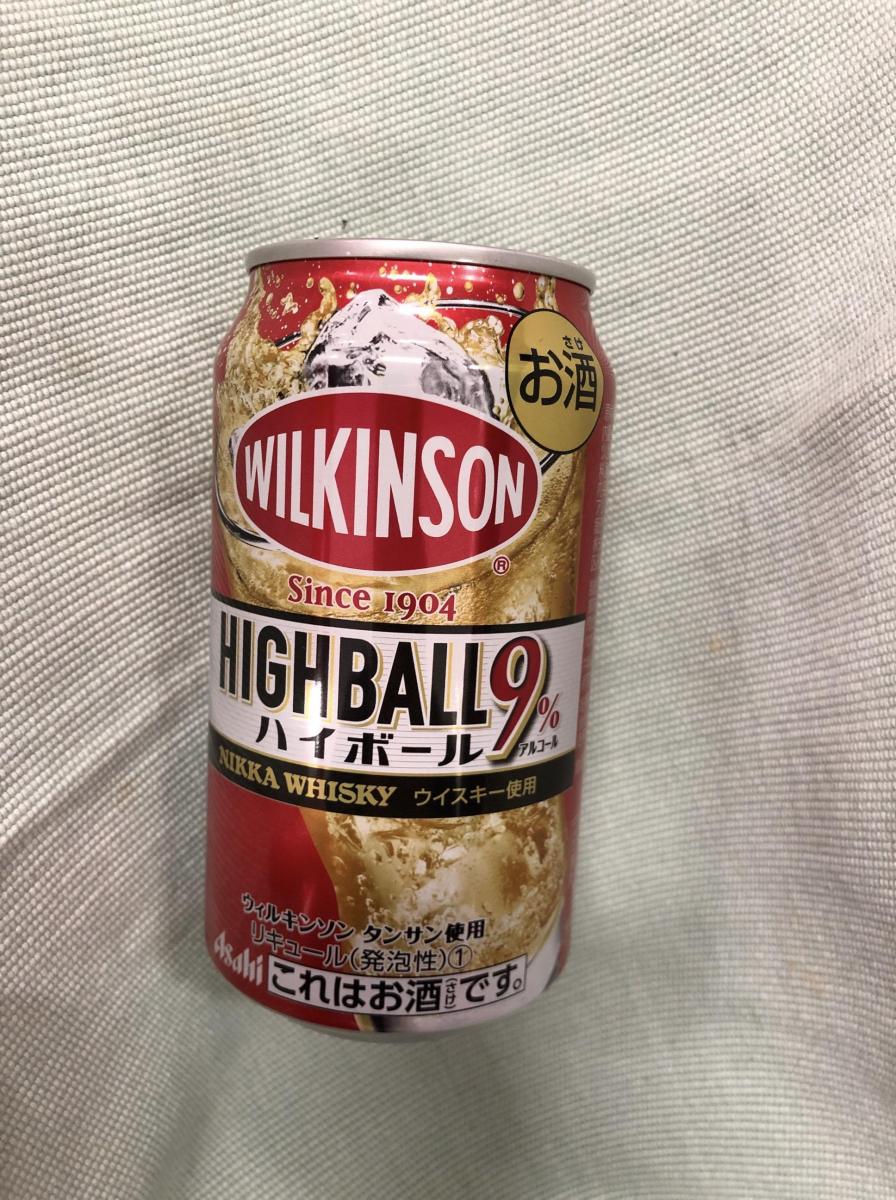 さけ
お酒
WILKINSON
®
Since 1904
HIGHBALL 9%
ハイボール アルコール
NIKKA WHISKY ウイスキー使用
ウィルキンソン タンサン使用
リキュール(発泡性)①
Asahi これはお酒(さけ)です。